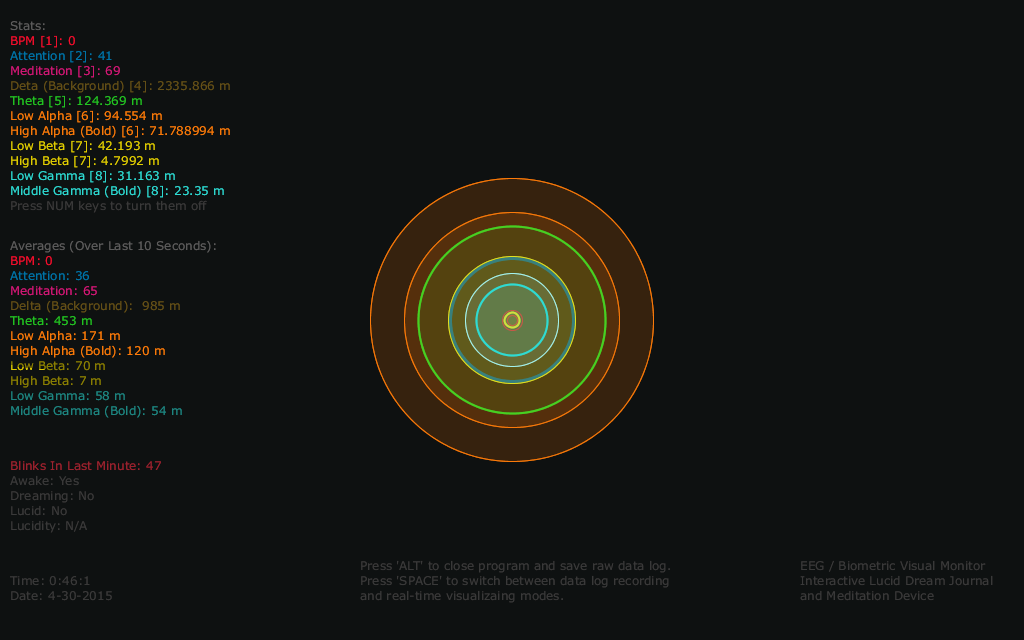 Stats:
BPM [1]: 0
Attention [2]: 41
Meditation [3]: 69
Deta (Background) [4]: 2335.866 m
Theta [5]: 124.369 m
Low Alpha [6]: 94.554 m
High Alpha (Bold) [6]: 71.788994 m
Low Beta [7]: 42.193 m
High Beta [7]: 4.7992 m
Low Gamma [8]: 31.163 m
Middle Gamma (Bold) [8]: 23.35 m
Press NUM keys to turn them off
Averages (Over Last 10 Seconds):
BPM: 0
Attention: 36
Meditation: 65
Delta (Background):  985 m
Theta: 453 m
Low Alpha: 171 m
High Alpha (Bold): 120 m
Low Beta: 70 m
High Beta: 7 m
Low Gamma: 58 m
Middle Gamma (Bold): 54 m
Blinks In Last Minute: 47
Awake: Yes
Dreaming: No
Lucid: No
Lucidity: N/A
Time: 0:46:1
Date: 4-30-2015
Press 'ALT' to close program and save raw data log.
Press 'SPACE' to switch between data log recording
and real-time visualizaing modes.
EEG / Biometric Visual Monitor
Interactive Lucid Dream Journal
and Meditation Device